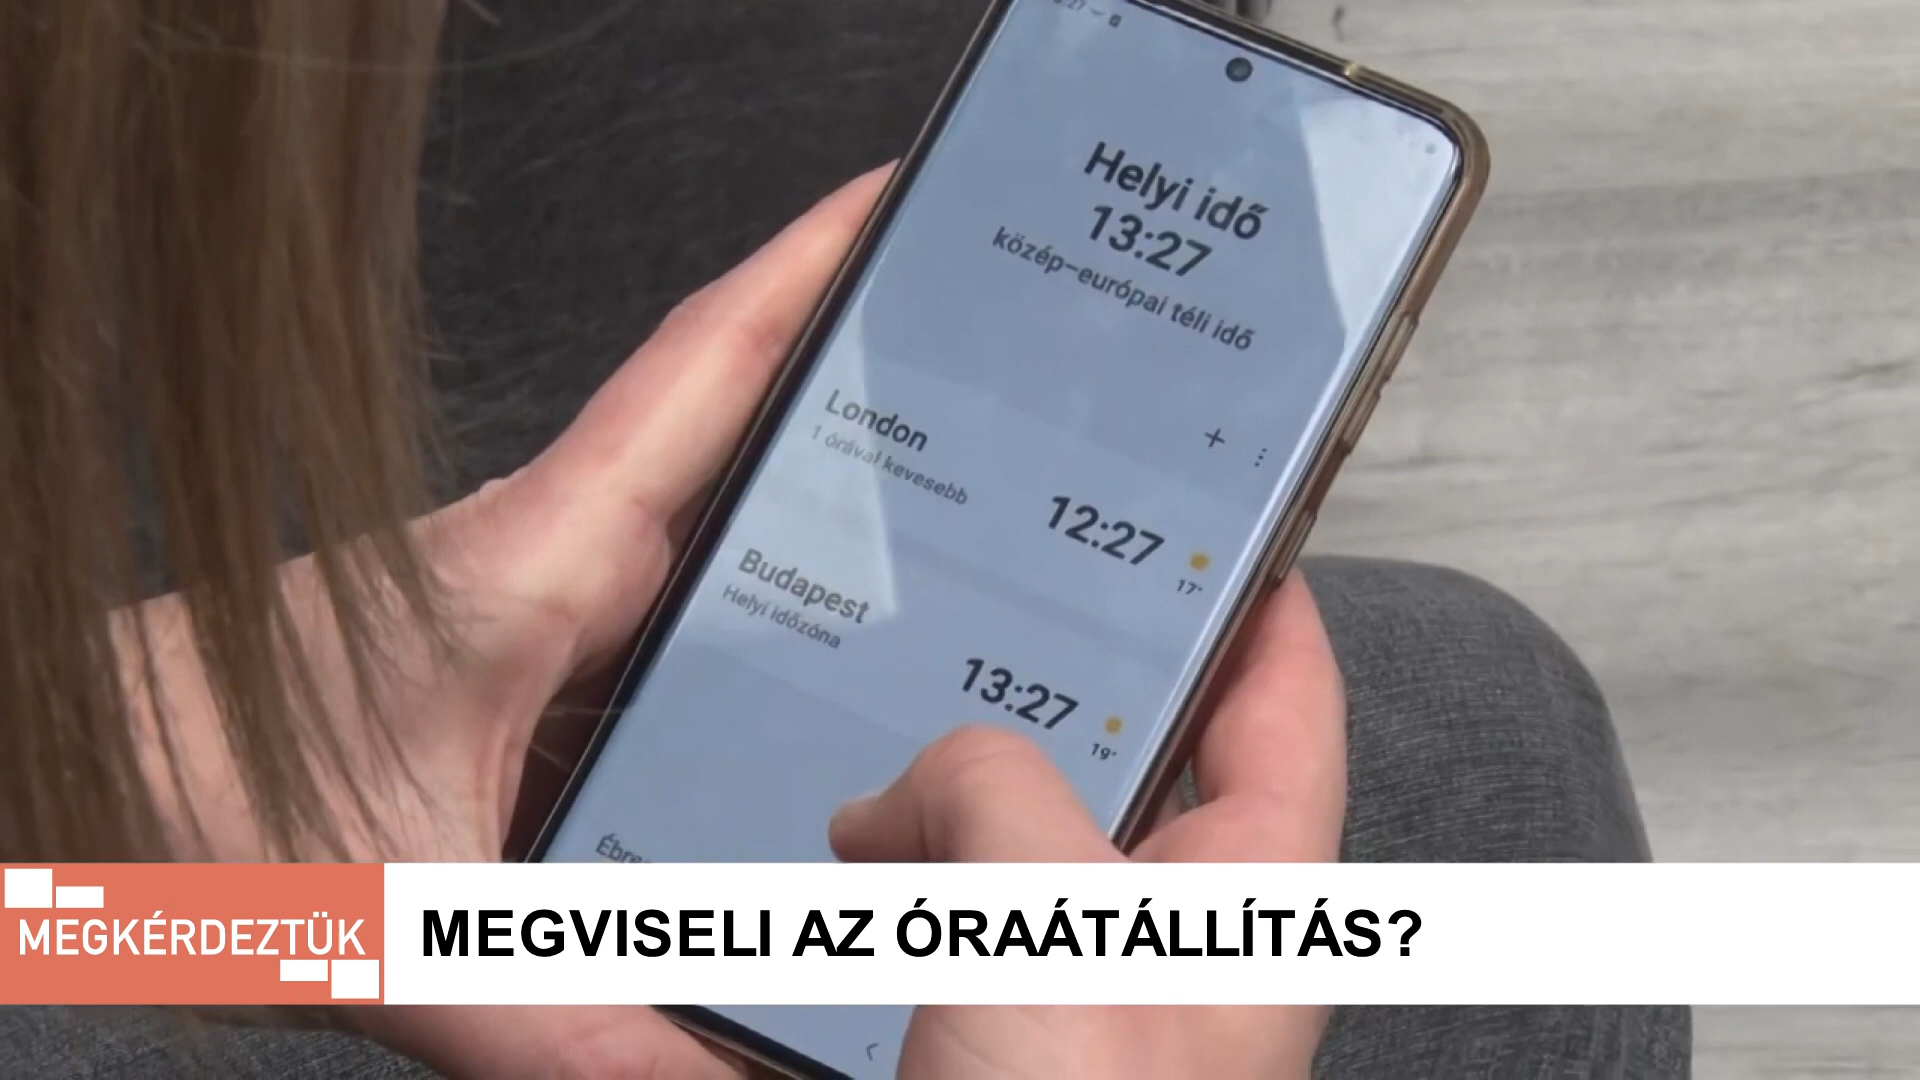 Helyi idő
13:27
közép-európai téli idő
+
London
1 órával kevesebb
12:27
17°
Budapest
Helyi időzóna
13:27
19°
MEGKÉRDEZTÜK
MEGVISELI AZ ÓRAÁTÁLLÍTÁS?